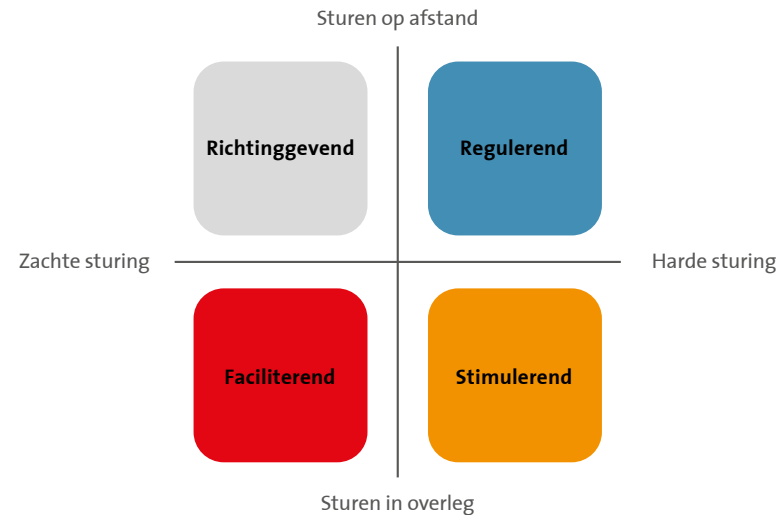 Sturen op afstand
Richtinggevend
Regulerend
Zachte sturing
Harde sturing
Faciliterend
Stimulerend
Sturen in overleg